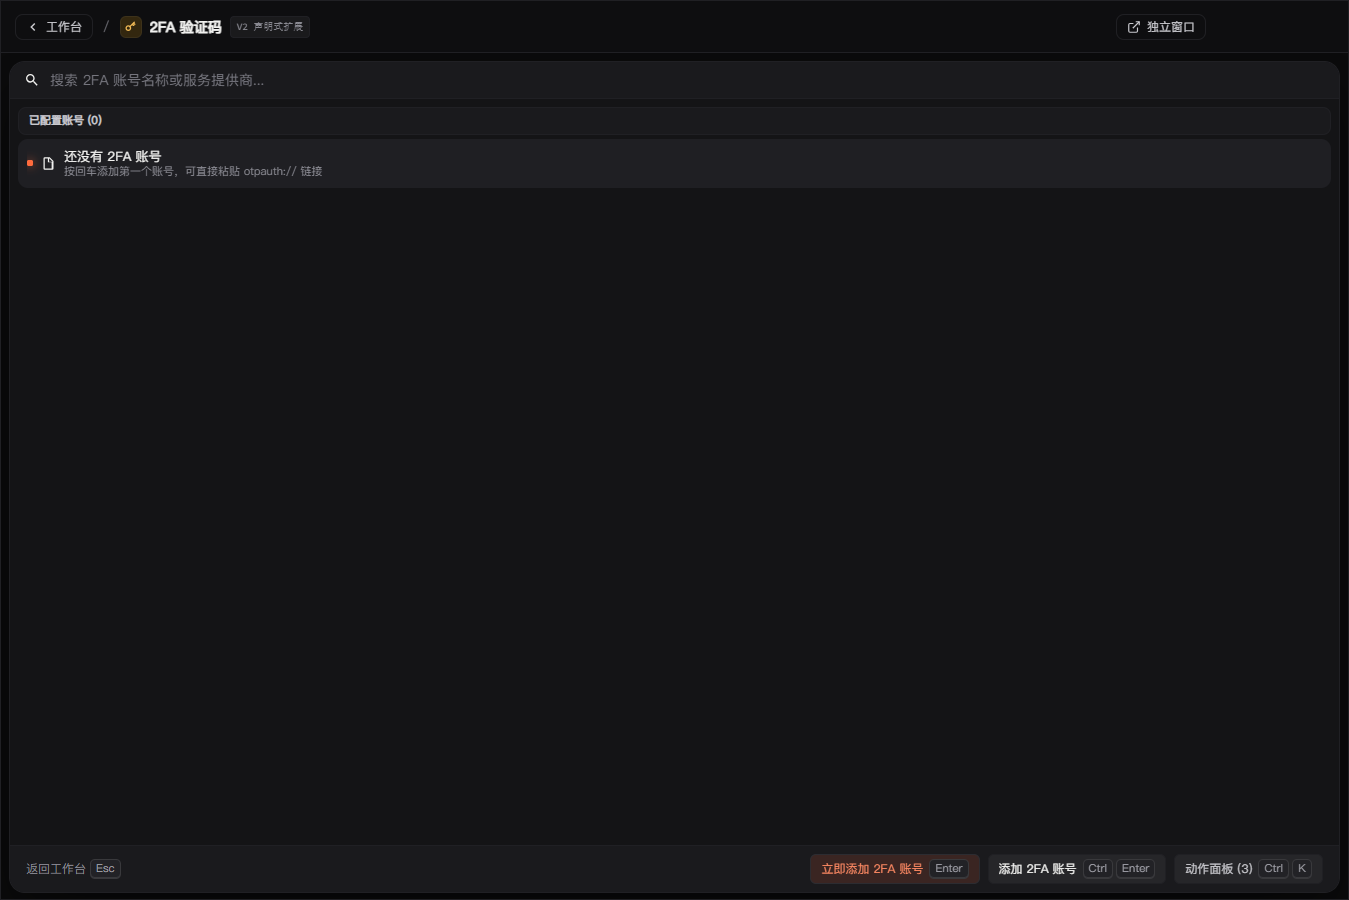 工作台 / 2FA 验证码 V2 声明式扩展 独立窗口
搜索 2FA 账号名称或服务提供商...
已配置账号 (0)
还没有 2FA 账号
按回车添加第一个账号，可直接粘贴 otpauth:// 链接
返回工作台 Esc 立即添加 2FA 账号 Enter 添加 2FA 账号 Ctrl Enter 动作面板 (3) Ctrl K